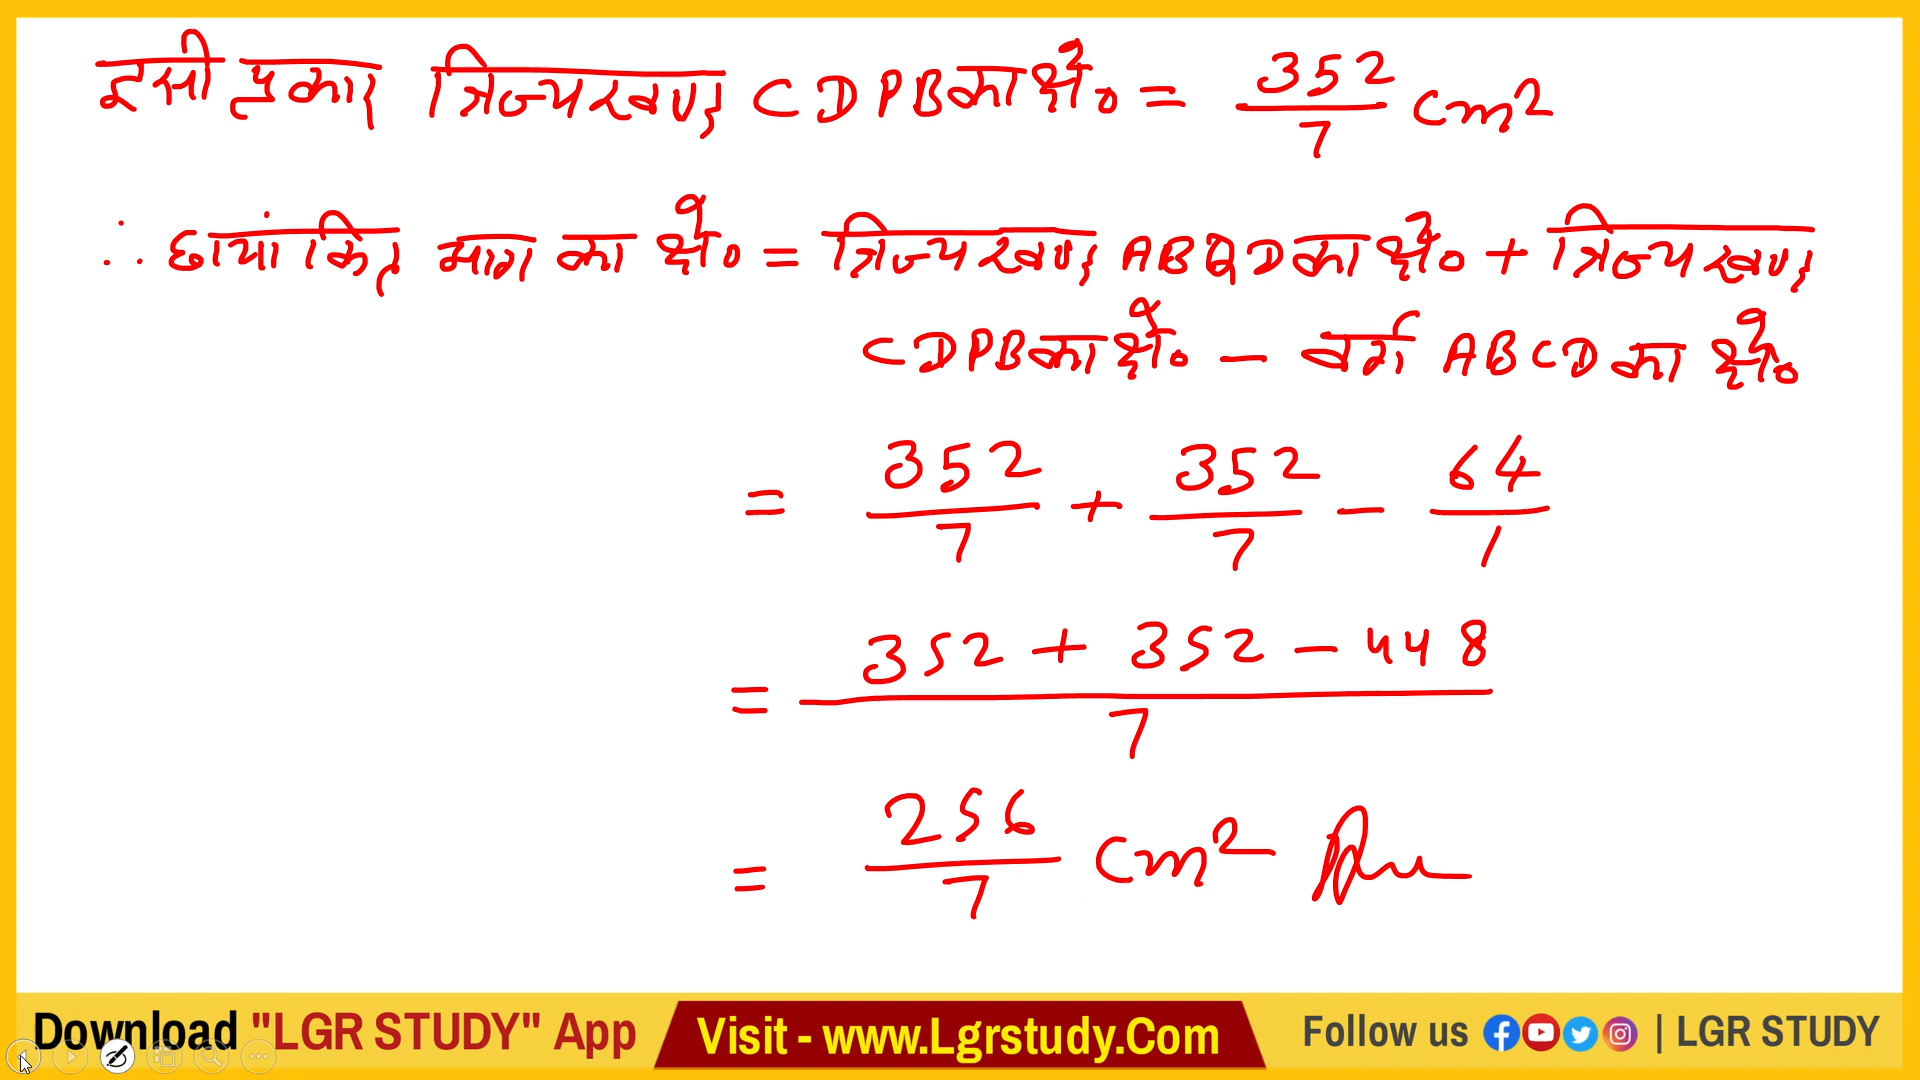 इसी प्रकार त्रिज्यखण्ड CDPB का क्षै० = 352/7 cm²
∴ छायांकित भाग का क्षै० = त्रिज्यखण्ड ABQD का क्षै० + त्रिज्यखण्ड
CDPB का क्षै० – वर्ग ABCD का क्षै०
= 352/7 + 352/7 – 64/1
= 352 + 352 – 448 / 7
= 256/7 cm² Ans
Download "LGR STUDY" App Visit - www.Lgrstudy.Com Follow us | LGR STUDY